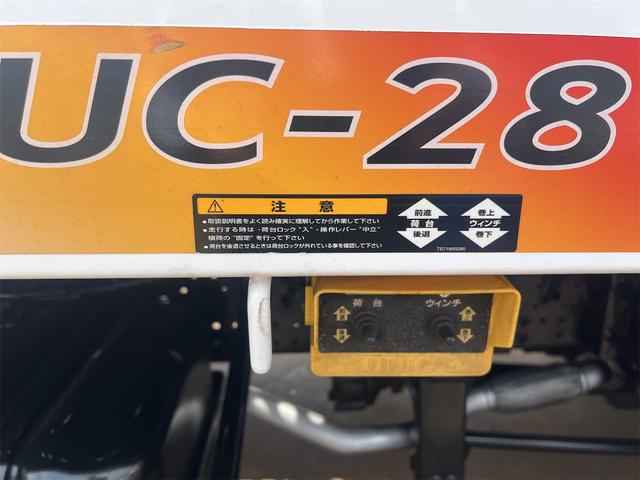 UC-28
注意
●取扱説明書をよく読み確実に理解してから作業して下さい
●走行する時は・荷台ロック“入”・操作レバー“中立”
積荷の“固定”を行って下さい
●荷台を後退させるときは荷台ロックが外れている事を確認して下さい
前進
荷台
後退
巻上
ウィンチ
巻下
TS71995090
荷台
ウィンチ